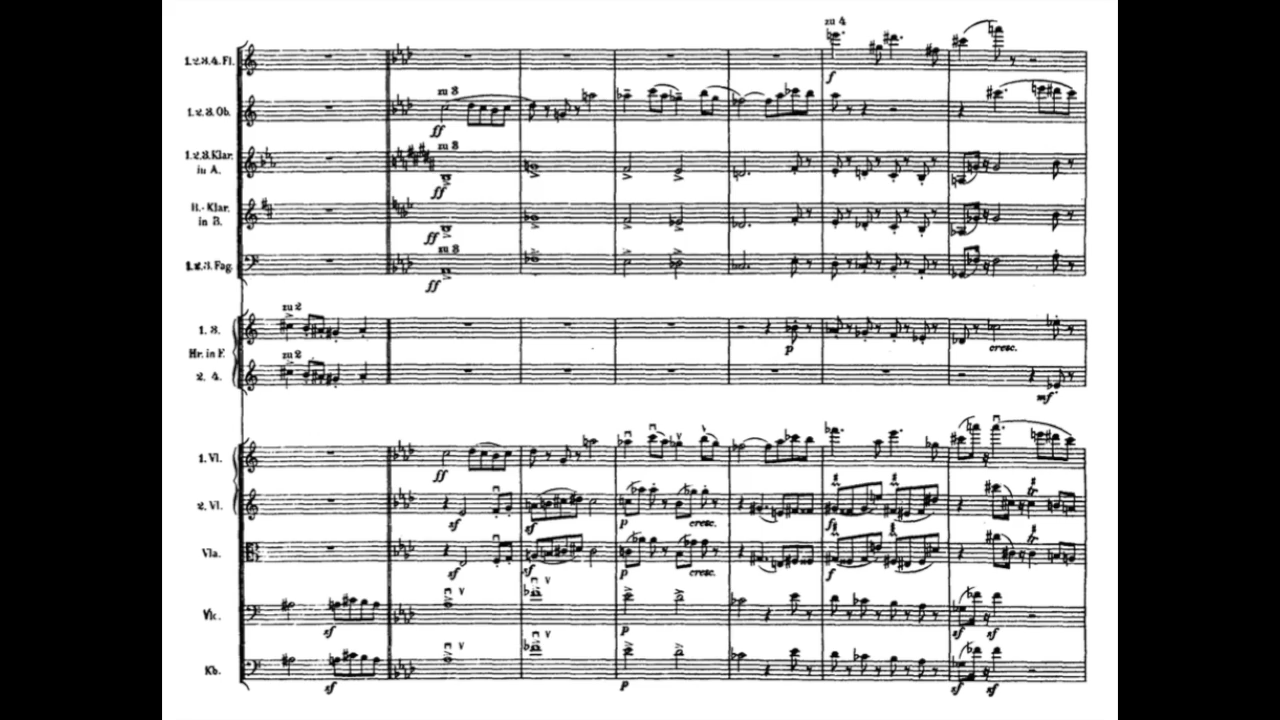 zu 4
1.2.3.4. Fl.
f
zu 3
1.2.3. Ob.
ff
zu 3
1.2.3. Klar.
in A.
ff
B.-Klar.
in B.
ff
zu 3
1.2.3. Fag.
ff
zu 2
1. 3.
p
cresc.
Hr. in F.
zu 2
2. 4.
mf
1. Vl.
ff
2. Vl.
sf
sf
p
cresc.
f
tr
Vla.
sf
sf
p
cresc.
f
Vlc.
sf
p
sf
sf
Kb.
sf
p
sf
sf